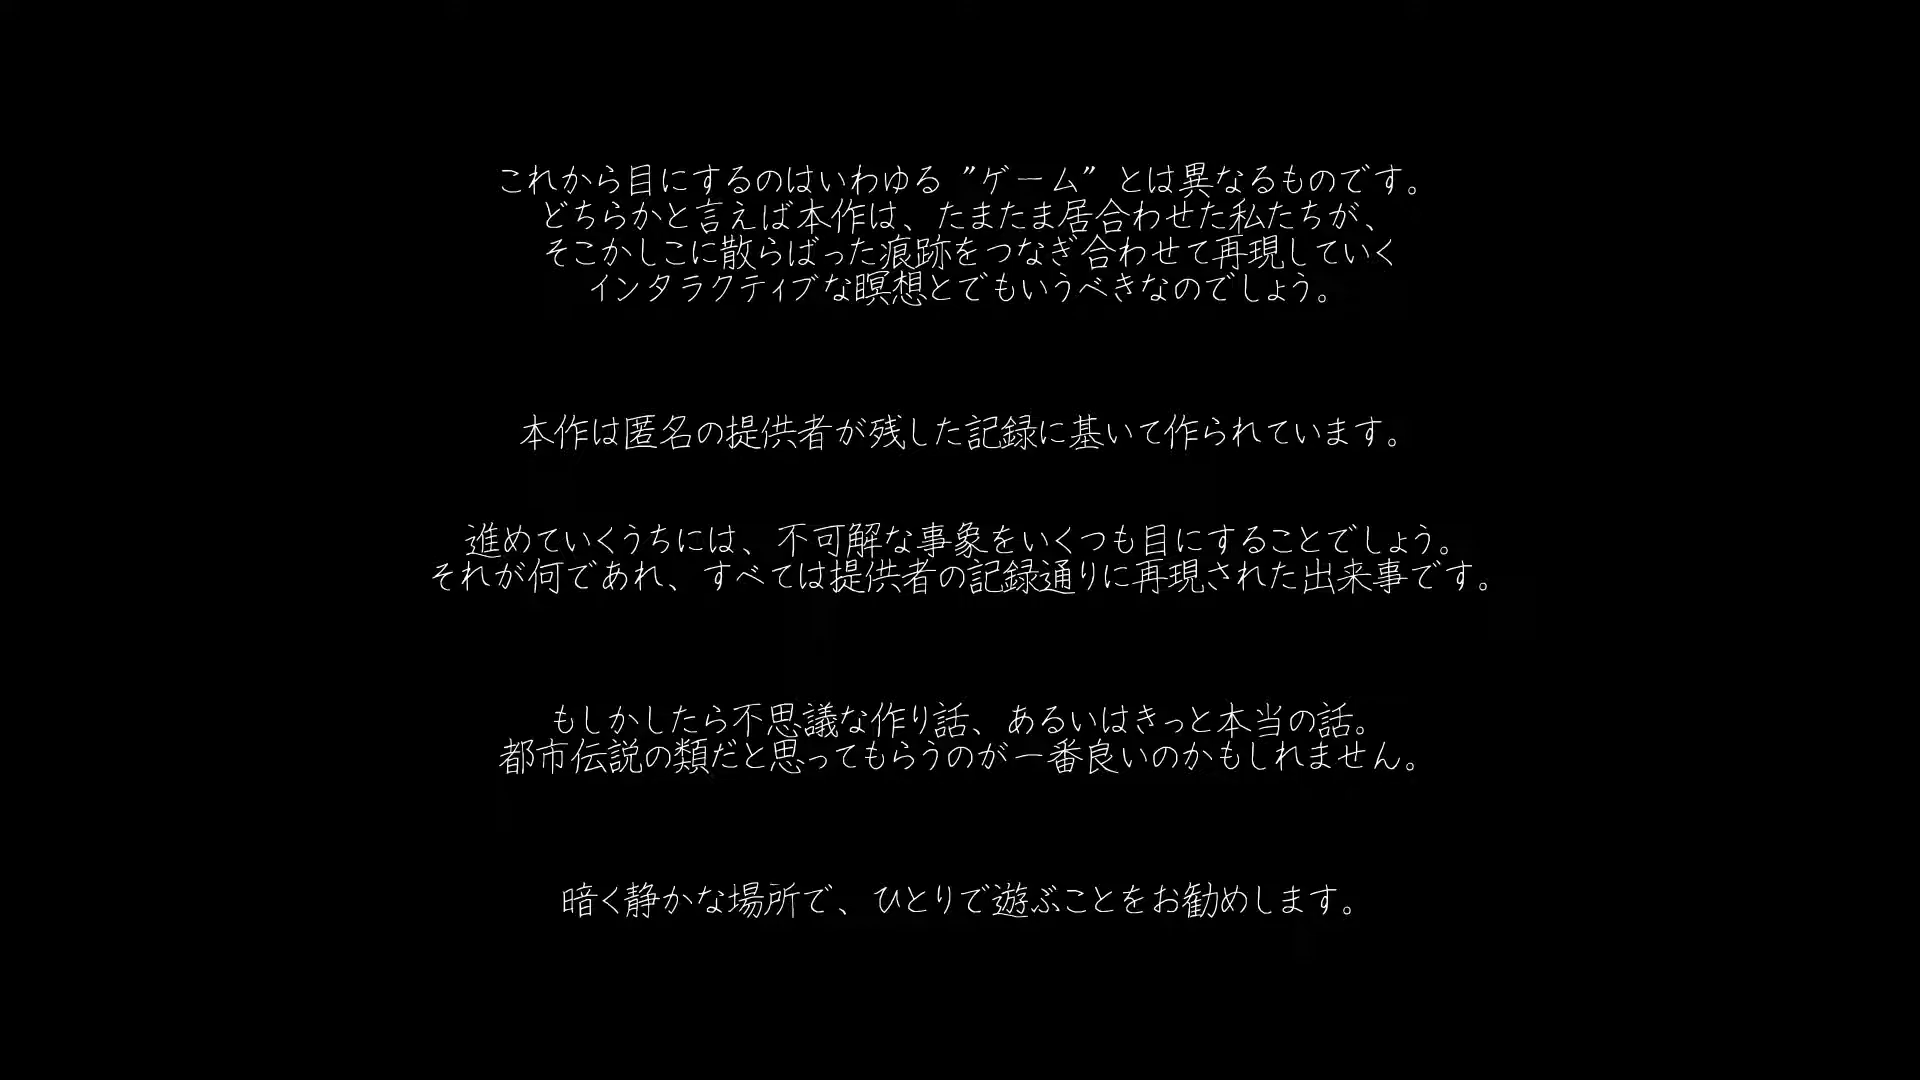 これから目にするのはいわゆる ”ゲーム” とは異なるものです。
どちらかと言えば本作は、たまたま居合わせた私たちが、
そこかしこに散らばった痕跡をつなぎ合わせて再現していく
インタラクティブな瞑想とでもいうべきなのでしょう。
本作は匿名の提供者が残した記録に基いて作られています。
進めていくうちには、不可解な事象をいくつも目にすることでしょう。
それが何であれ、すべては提供者の記録通りに再現された出来事です。
もしかしたら不思議な作り話、あるいはきっと本当の話。
都市伝説の類だと思ってもらうのが一番良いのかもしれません。
暗く静かな場所で、ひとりで遊ぶことをお勧めします。